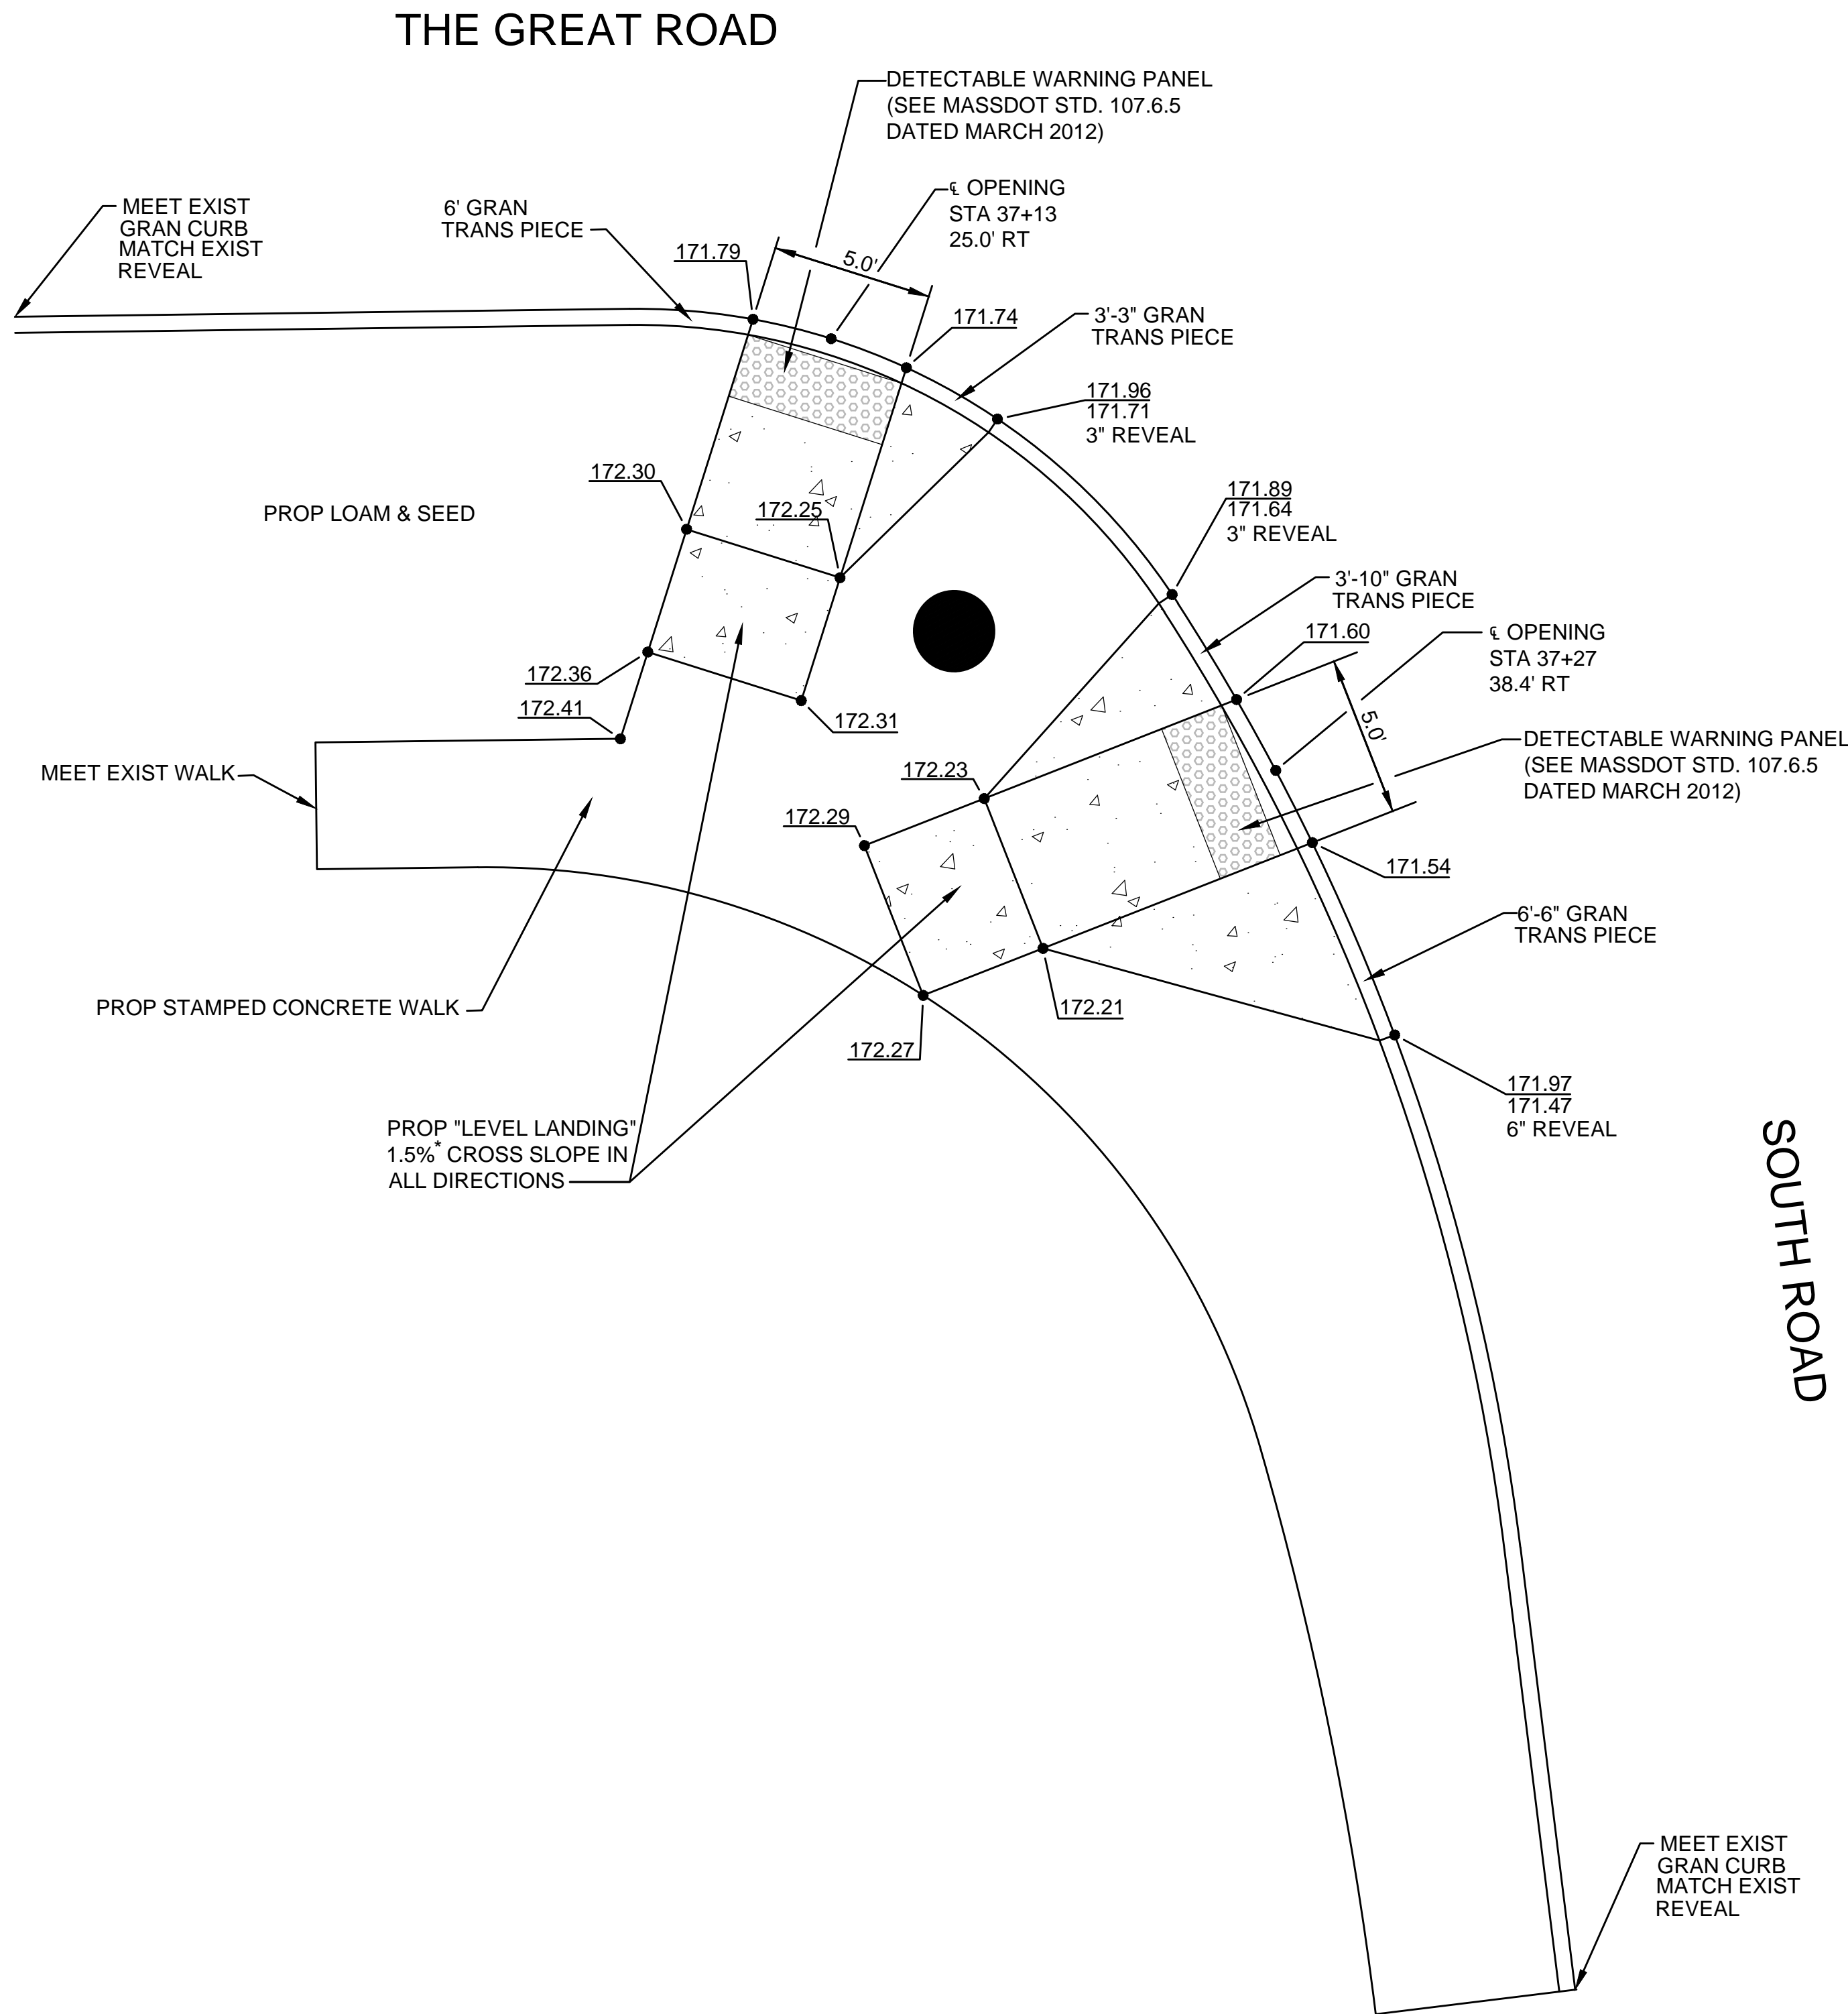 THE GREAT ROAD
DETECTABLE WARNING PANEL
(SEE MASSDOT STD. 107.6.5
DATED MARCH 2012)
℄ OPENING
STA 37+13
25.0' RT
MEET EXIST
GRAN CURB
MATCH EXIST
REVEAL
6' GRAN
TRANS PIECE
171.79
5.0'
171.74
3'-3" GRAN
TRANS PIECE
171.96
171.71
3" REVEAL
172.30
172.25
PROP LOAM & SEED
171.89
171.64
3" REVEAL
3'-10" GRAN
TRANS PIECE
171.60
℄ OPENING
STA 37+27
38.4' RT
5.0'
172.36
172.41
172.31
DETECTABLE WARNING PANEL
(SEE MASSDOT STD. 107.6.5
DATED MARCH 2012)
MEET EXIST WALK
172.23
172.29
171.54
6'-6" GRAN
TRANS PIECE
PROP STAMPED CONCRETE WALK
172.21
172.27
171.97
171.47
6" REVEAL
PROP "LEVEL LANDING"
1.5%* CROSS SLOPE IN
ALL DIRECTIONS
SOUTH ROAD
MEET EXIST
GRAN CURB
MATCH EXIST
REVEAL